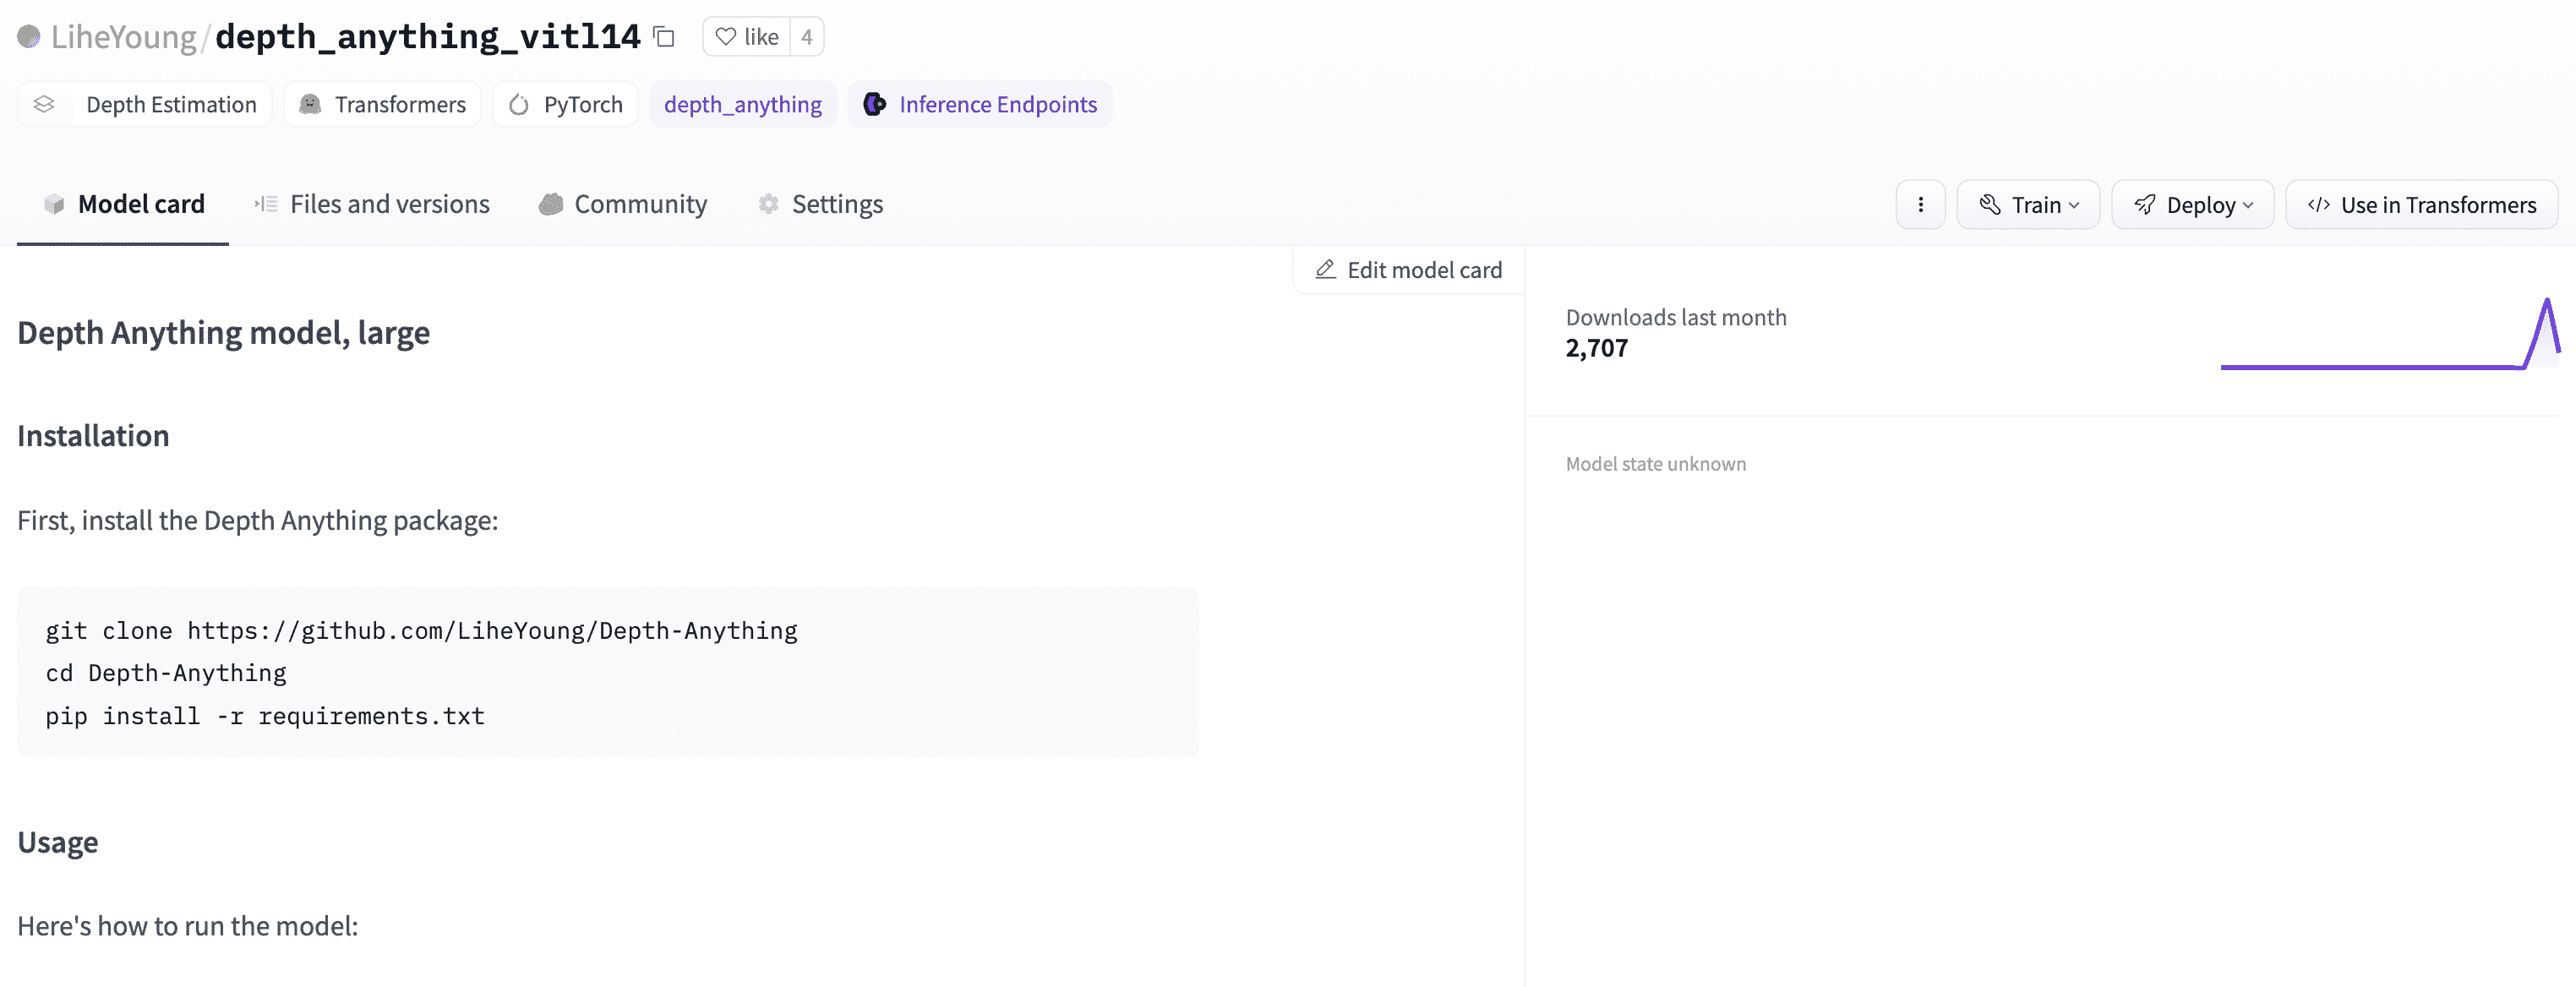 LiheYoung/depth_anything_vitl14 like 4
Depth Estimation Transformers PyTorch depth_anything Inference Endpoints
Model card Files and versions Community Settings Train Deploy </> Use in Transformers
Edit model card
Depth Anything model, large
Installation
First, install the Depth Anything package:
git clone https://github.com/LiheYoung/Depth-Anything
cd Depth-Anything
pip install -r requirements.txt
Usage
Here's how to run the model:
Downloads last month
2,707
Model state unknown